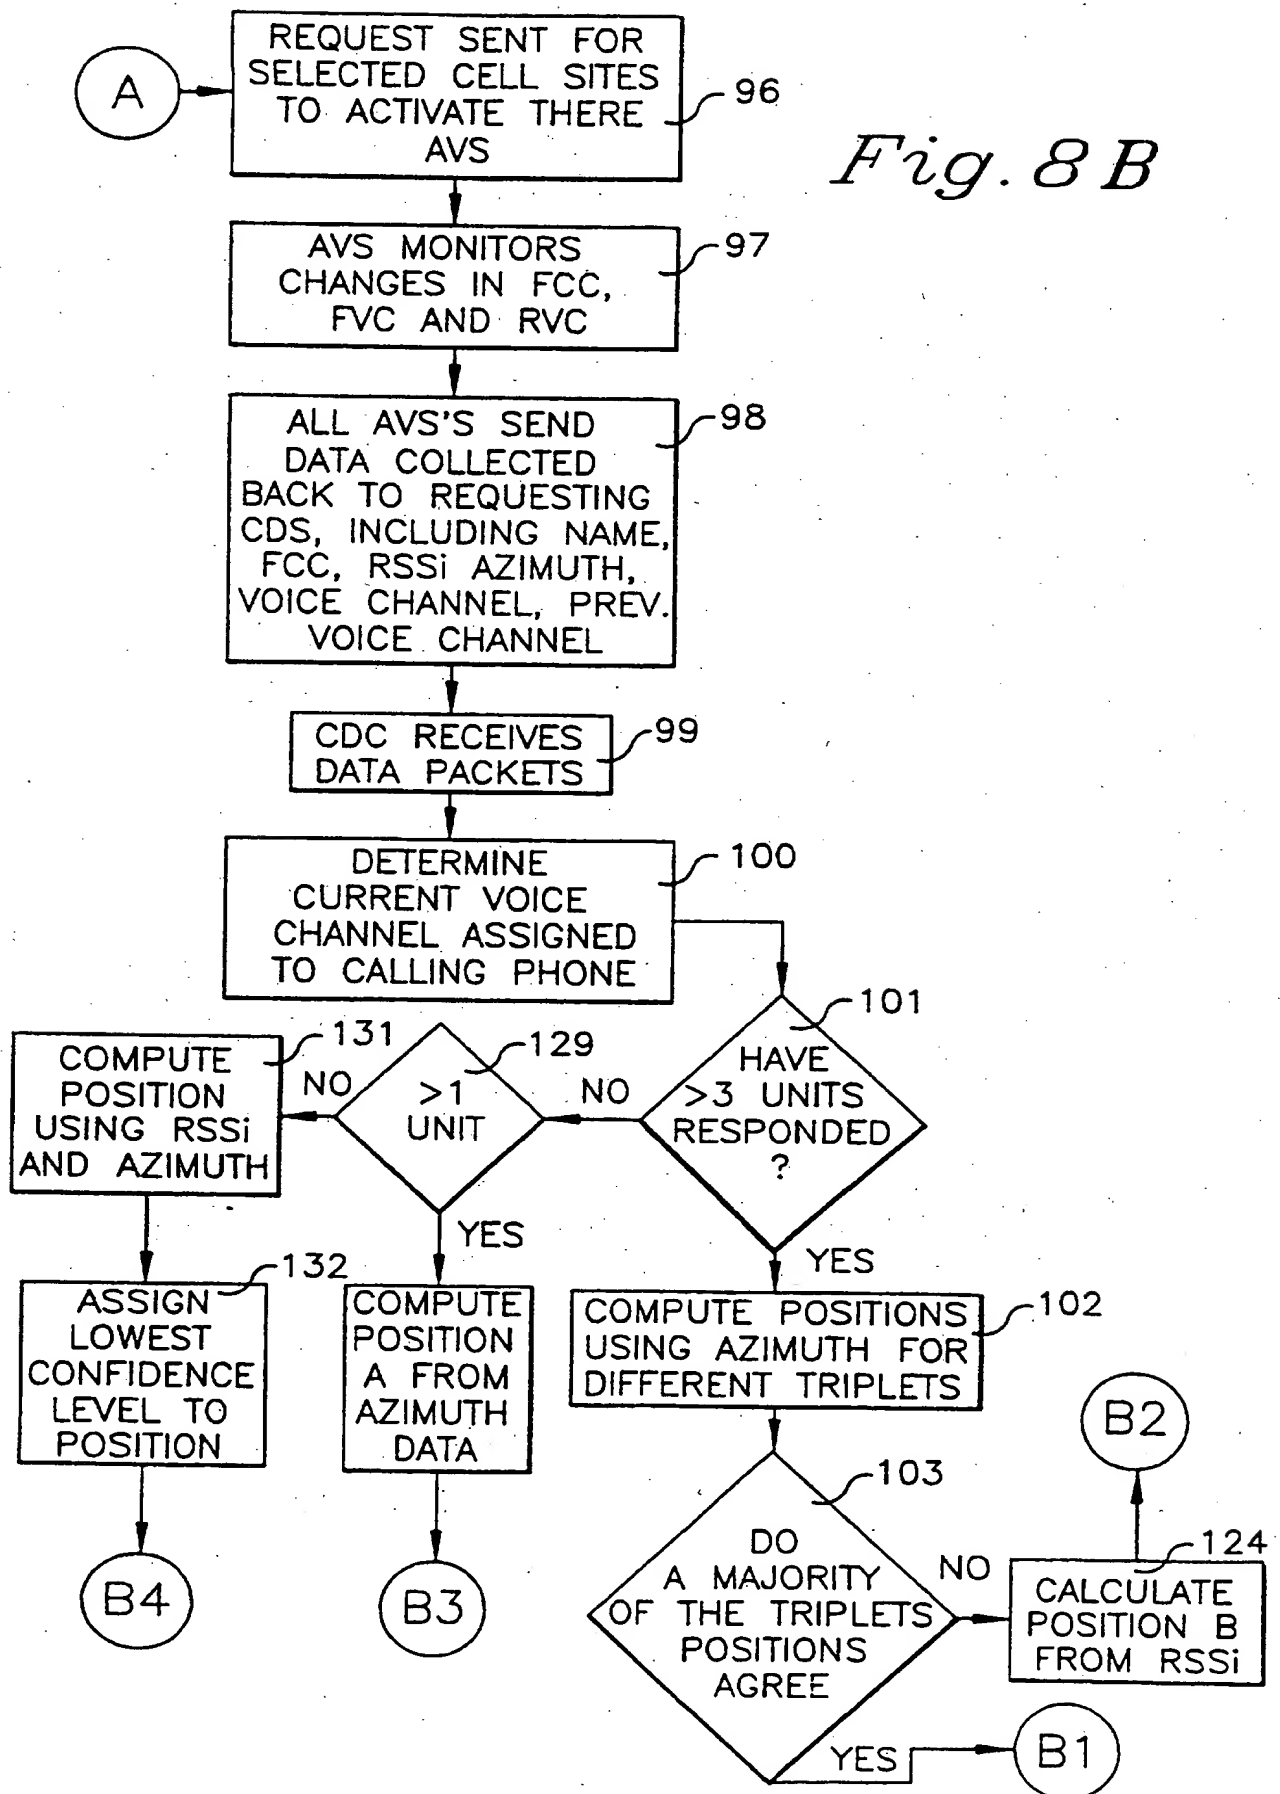 A
REQUEST SENT FOR
SELECTED CELL SITES
TO ACTIVATE THERE
AVS
96
Fig. 8B
AVS MONITORS
CHANGES IN FCC,
FVC AND RVC
97
ALL AVS'S SEND
DATA COLLECTED
BACK TO REQUESTING
CDS, INCLUDING NAME,
FCC, RSSi AZIMUTH,
VOICE CHANNEL, PREV.
VOICE CHANNEL
98
CDC RECEIVES
DATA PACKETS
99
DETERMINE
CURRENT VOICE
CHANNEL ASSIGNED
TO CALLING PHONE
100
HAVE
>3 UNITS
RESPONDED
?
101
NO
>1
UNIT
129
NO
COMPUTE
POSITION
USING RSSi
AND AZIMUTH
131
ASSIGN
LOWEST
CONFIDENCE
LEVEL TO
POSITION
132
B4
YES
COMPUTE
POSITION
A FROM
AZIMUTH
DATA
B3
YES
COMPUTE POSITIONS
USING AZIMUTH FOR
DIFFERENT TRIPLETS
102
DO
A MAJORITY
OF THE TRIPLETS
POSITIONS
AGREE
103
NO
CALCULATE
POSITION B
FROM RSSi
124
B2
YES
B1